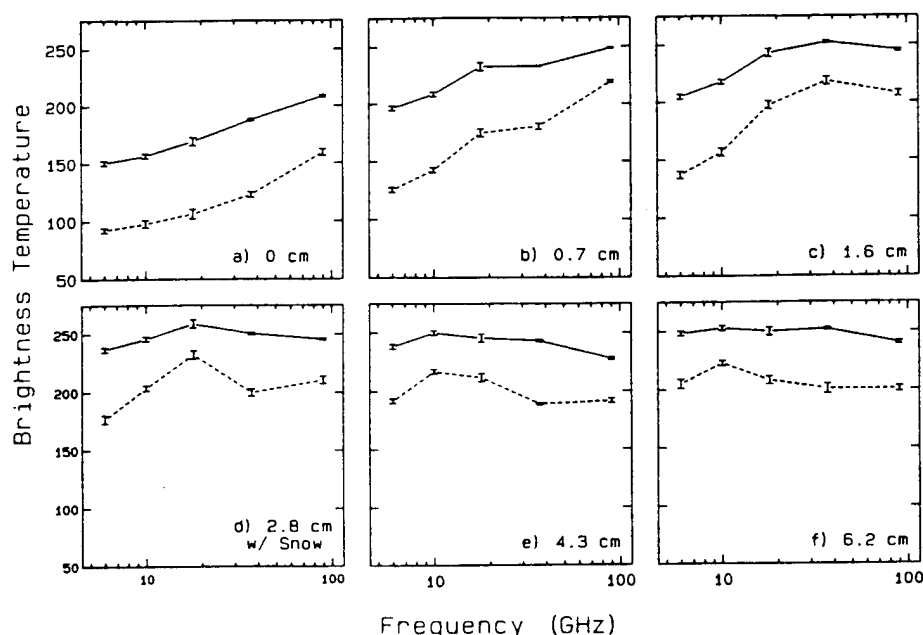 Brightness Temperature
250
200
150
100
50
a) 0 cm
b) 0.7 cm
c) 1.6 cm
250
200
150
100
50
d) 2.8 cm
w/ Snow
e) 4.3 cm
f) 6.2 cm
10
100
10
100
10
100
Frequency (GHz)